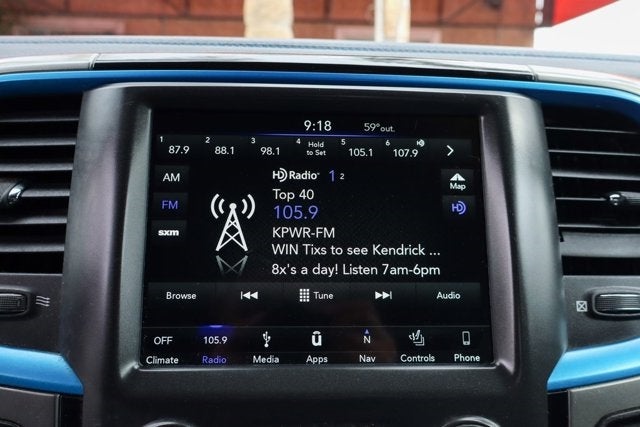 9:18 59° out.
1 87.9 2 88.1 3 98.1 4 Hold to Set 5 105.1 6 107.9 HD
AM
FM
sxm
HD Radio™ 1 2
Top 40
105.9
KPWR-FM
WIN Tixs to see Kendrick ...
8x's a day! Listen 7am-6pm
Map
HD
Browse Tune Audio
OFF 105.9 ū N
Climate Radio Media Apps Nav Controls Phone